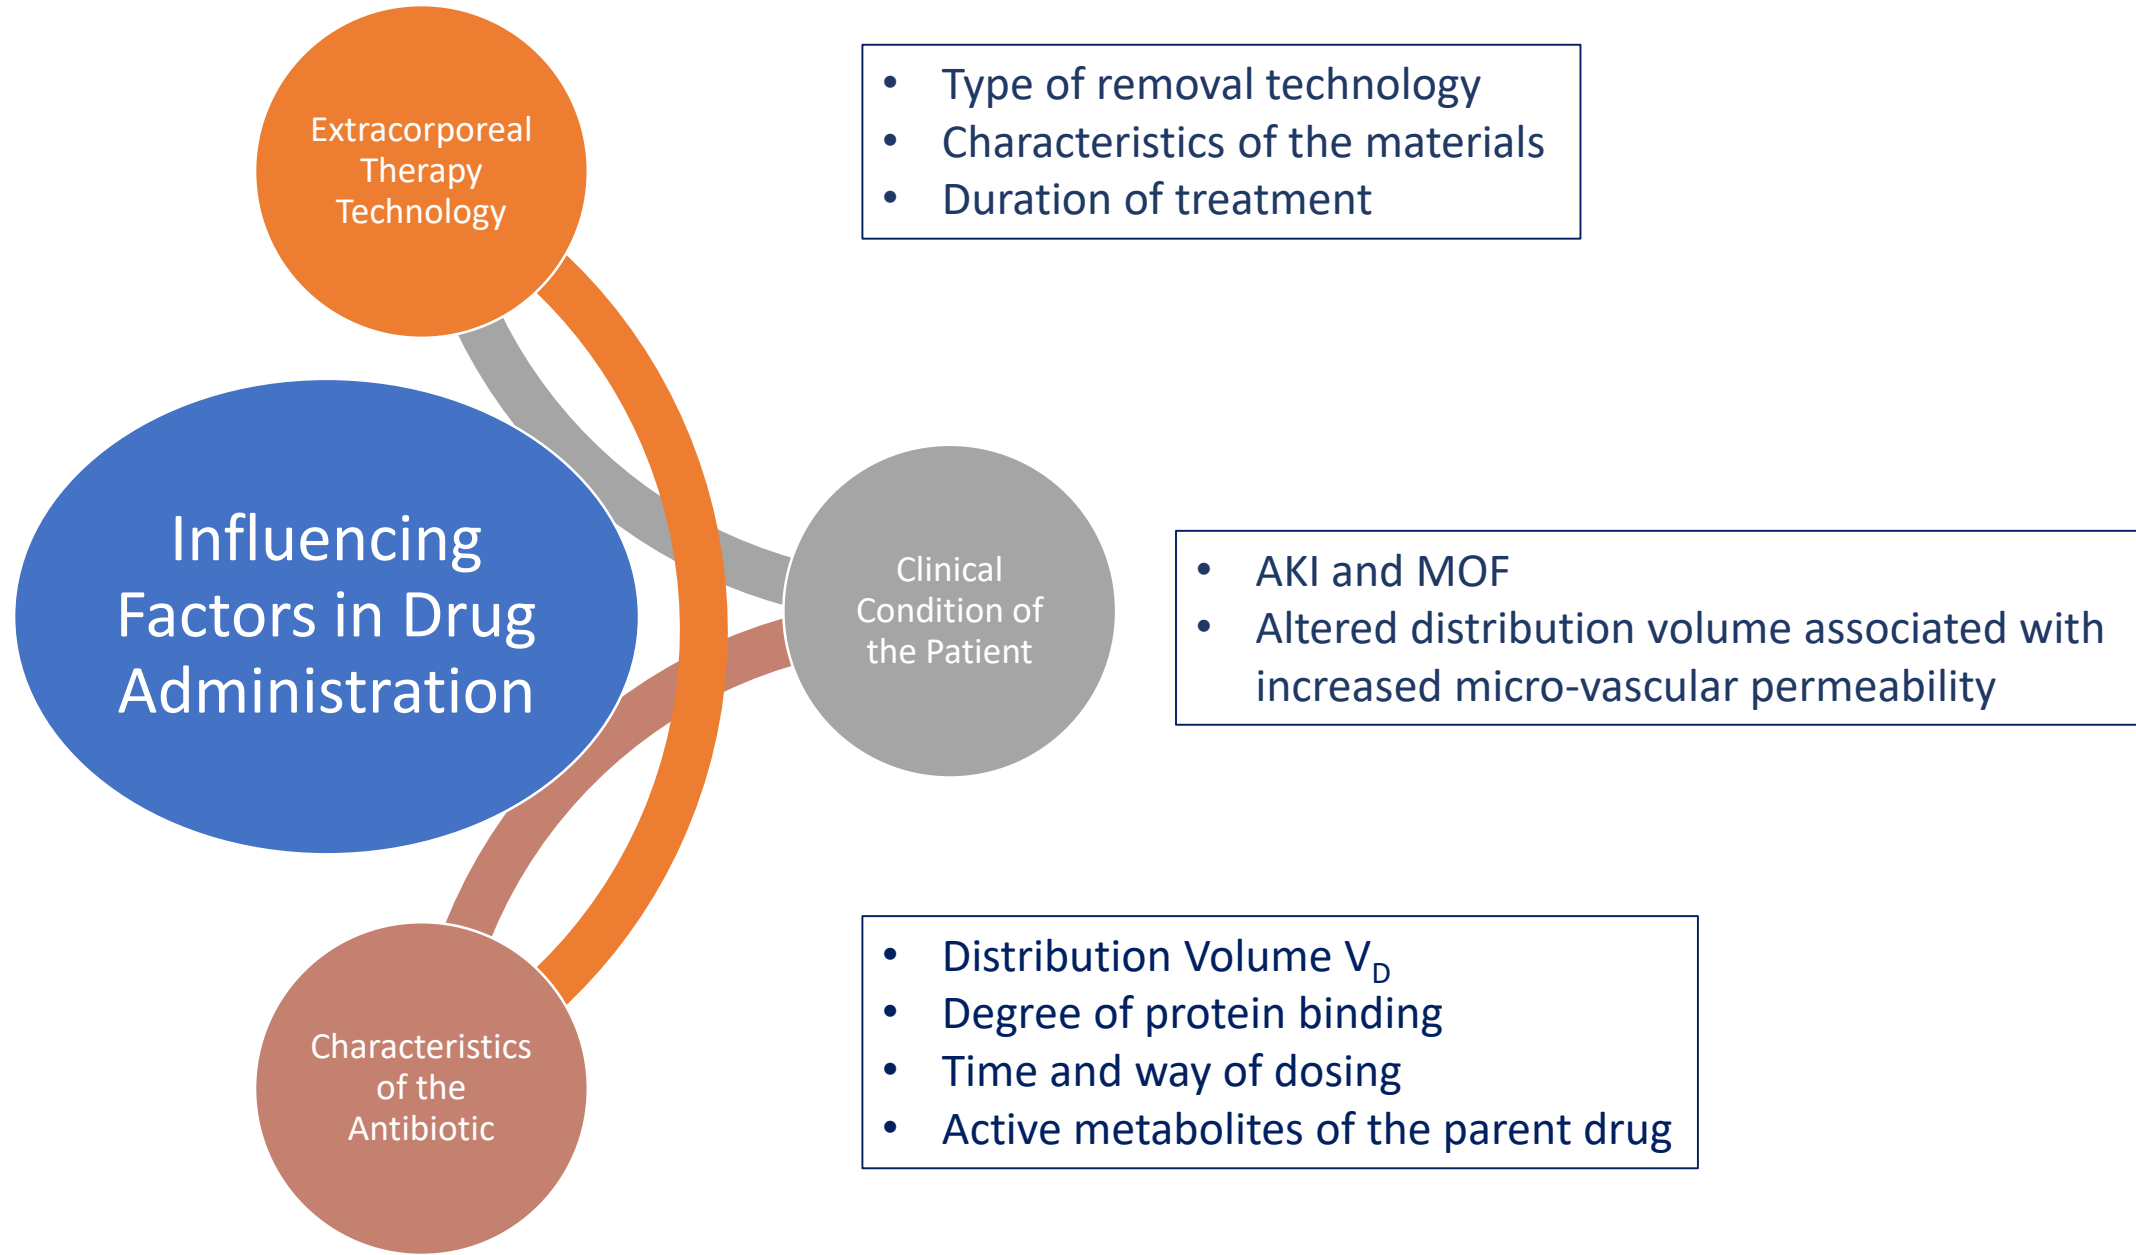 Extracorporeal
Therapy
Technology
• Type of removal technology
• Characteristics of the materials
• Duration of treatment
Influencing
Factors in Drug
Administration
Clinical
Condition of
the Patient
• AKI and MOF
• Altered distribution volume associated with
increased micro-vascular permeability
Characteristics
of the
Antibiotic
• Distribution Volume V_D
• Degree of protein binding
• Time and way of dosing
• Active metabolites of the parent drug